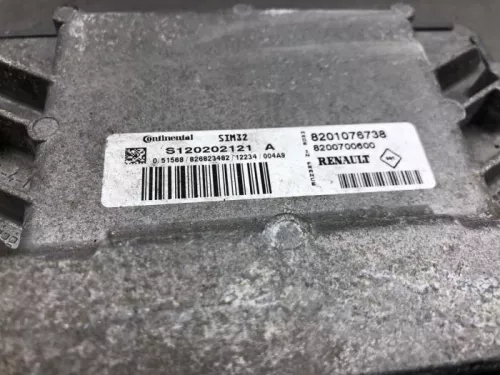 Continental SIM32
S120202121 A
0/51568 826823482 12234 004A9
8201076738
8200700600
RENAULT